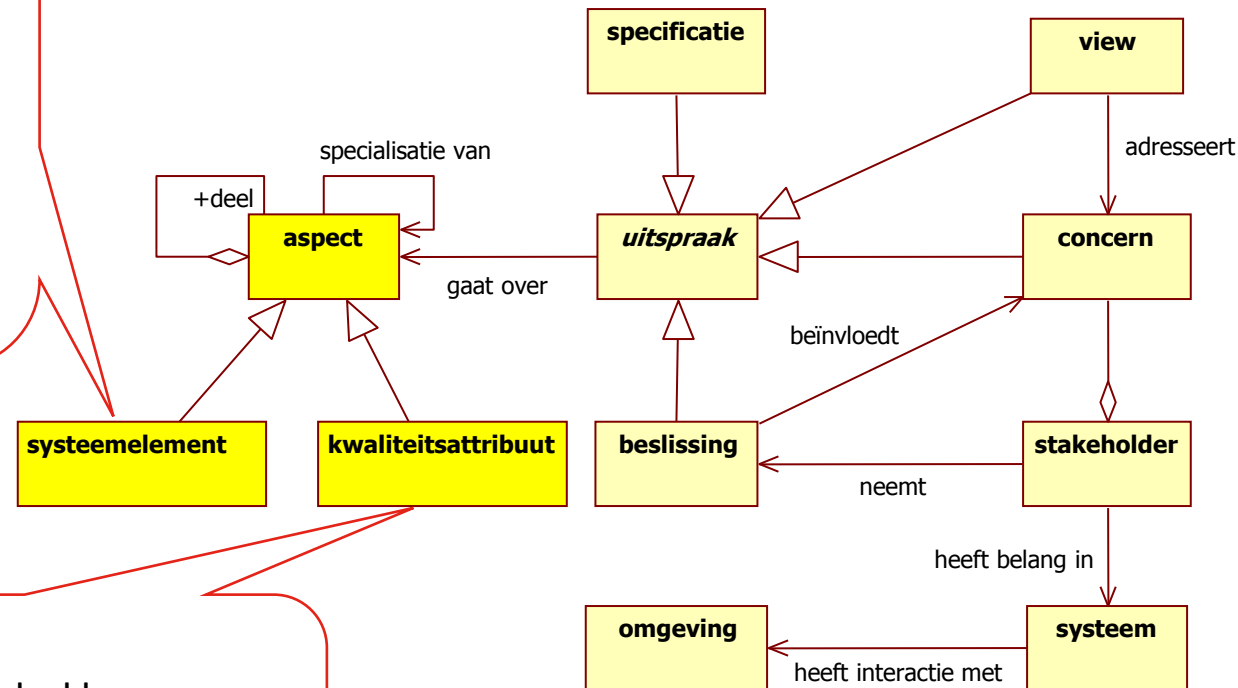 specificatie
view
adresseert
specialisatie van
+deel
aspect
uitspraak
concern
gaat over
beïnvloedt
systeemelement
kwaliteitsattribuut
beslissing
stakeholder
neemt
heeft belang in
omgeving
systeem
heeft interactie met